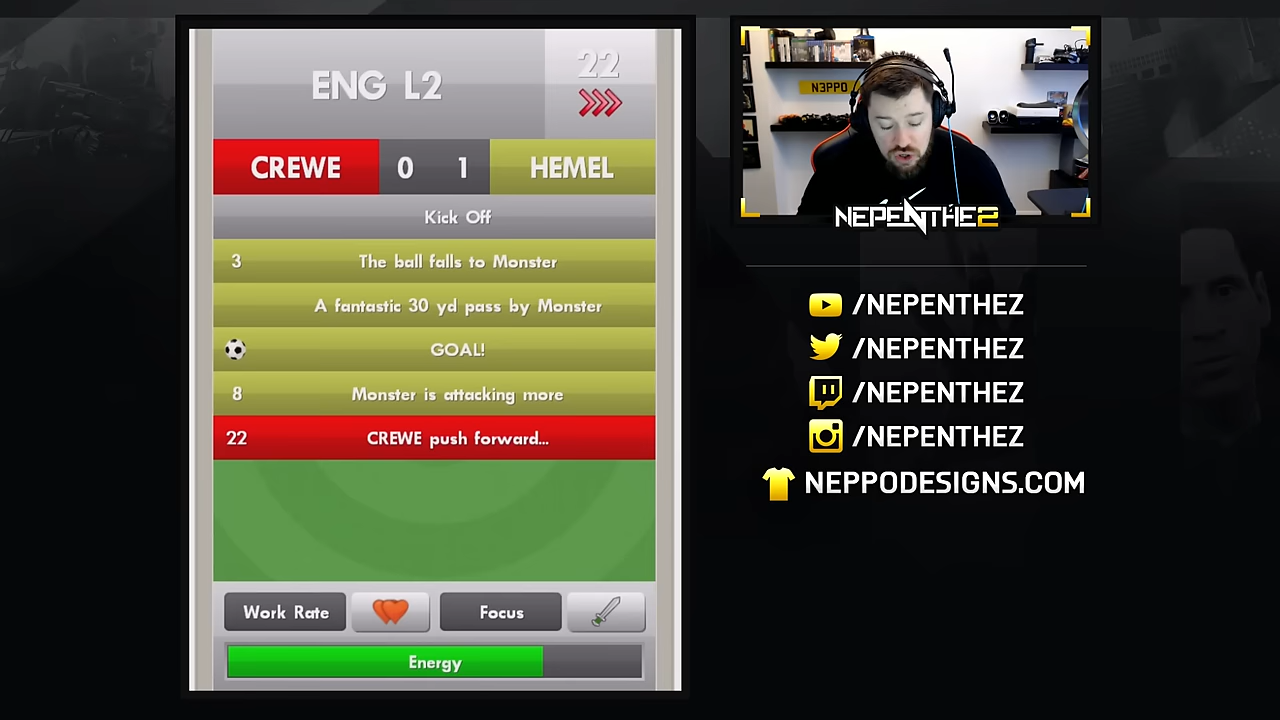 ENG L2
22
CREWE 0 1 HEMEL
Kick Off
3 The ball falls to Monster
A fantastic 30 yd pass by Monster
GOAL!
8 Monster is attacking more
22 CREWE push forward...
Work Rate
Focus
Energy
N3PPO
NEPENTHE2
/NEPENTHEZ
/NEPENTHEZ
/NEPENTHEZ
/NEPENTHEZ
NEPPODESIGNS.COM